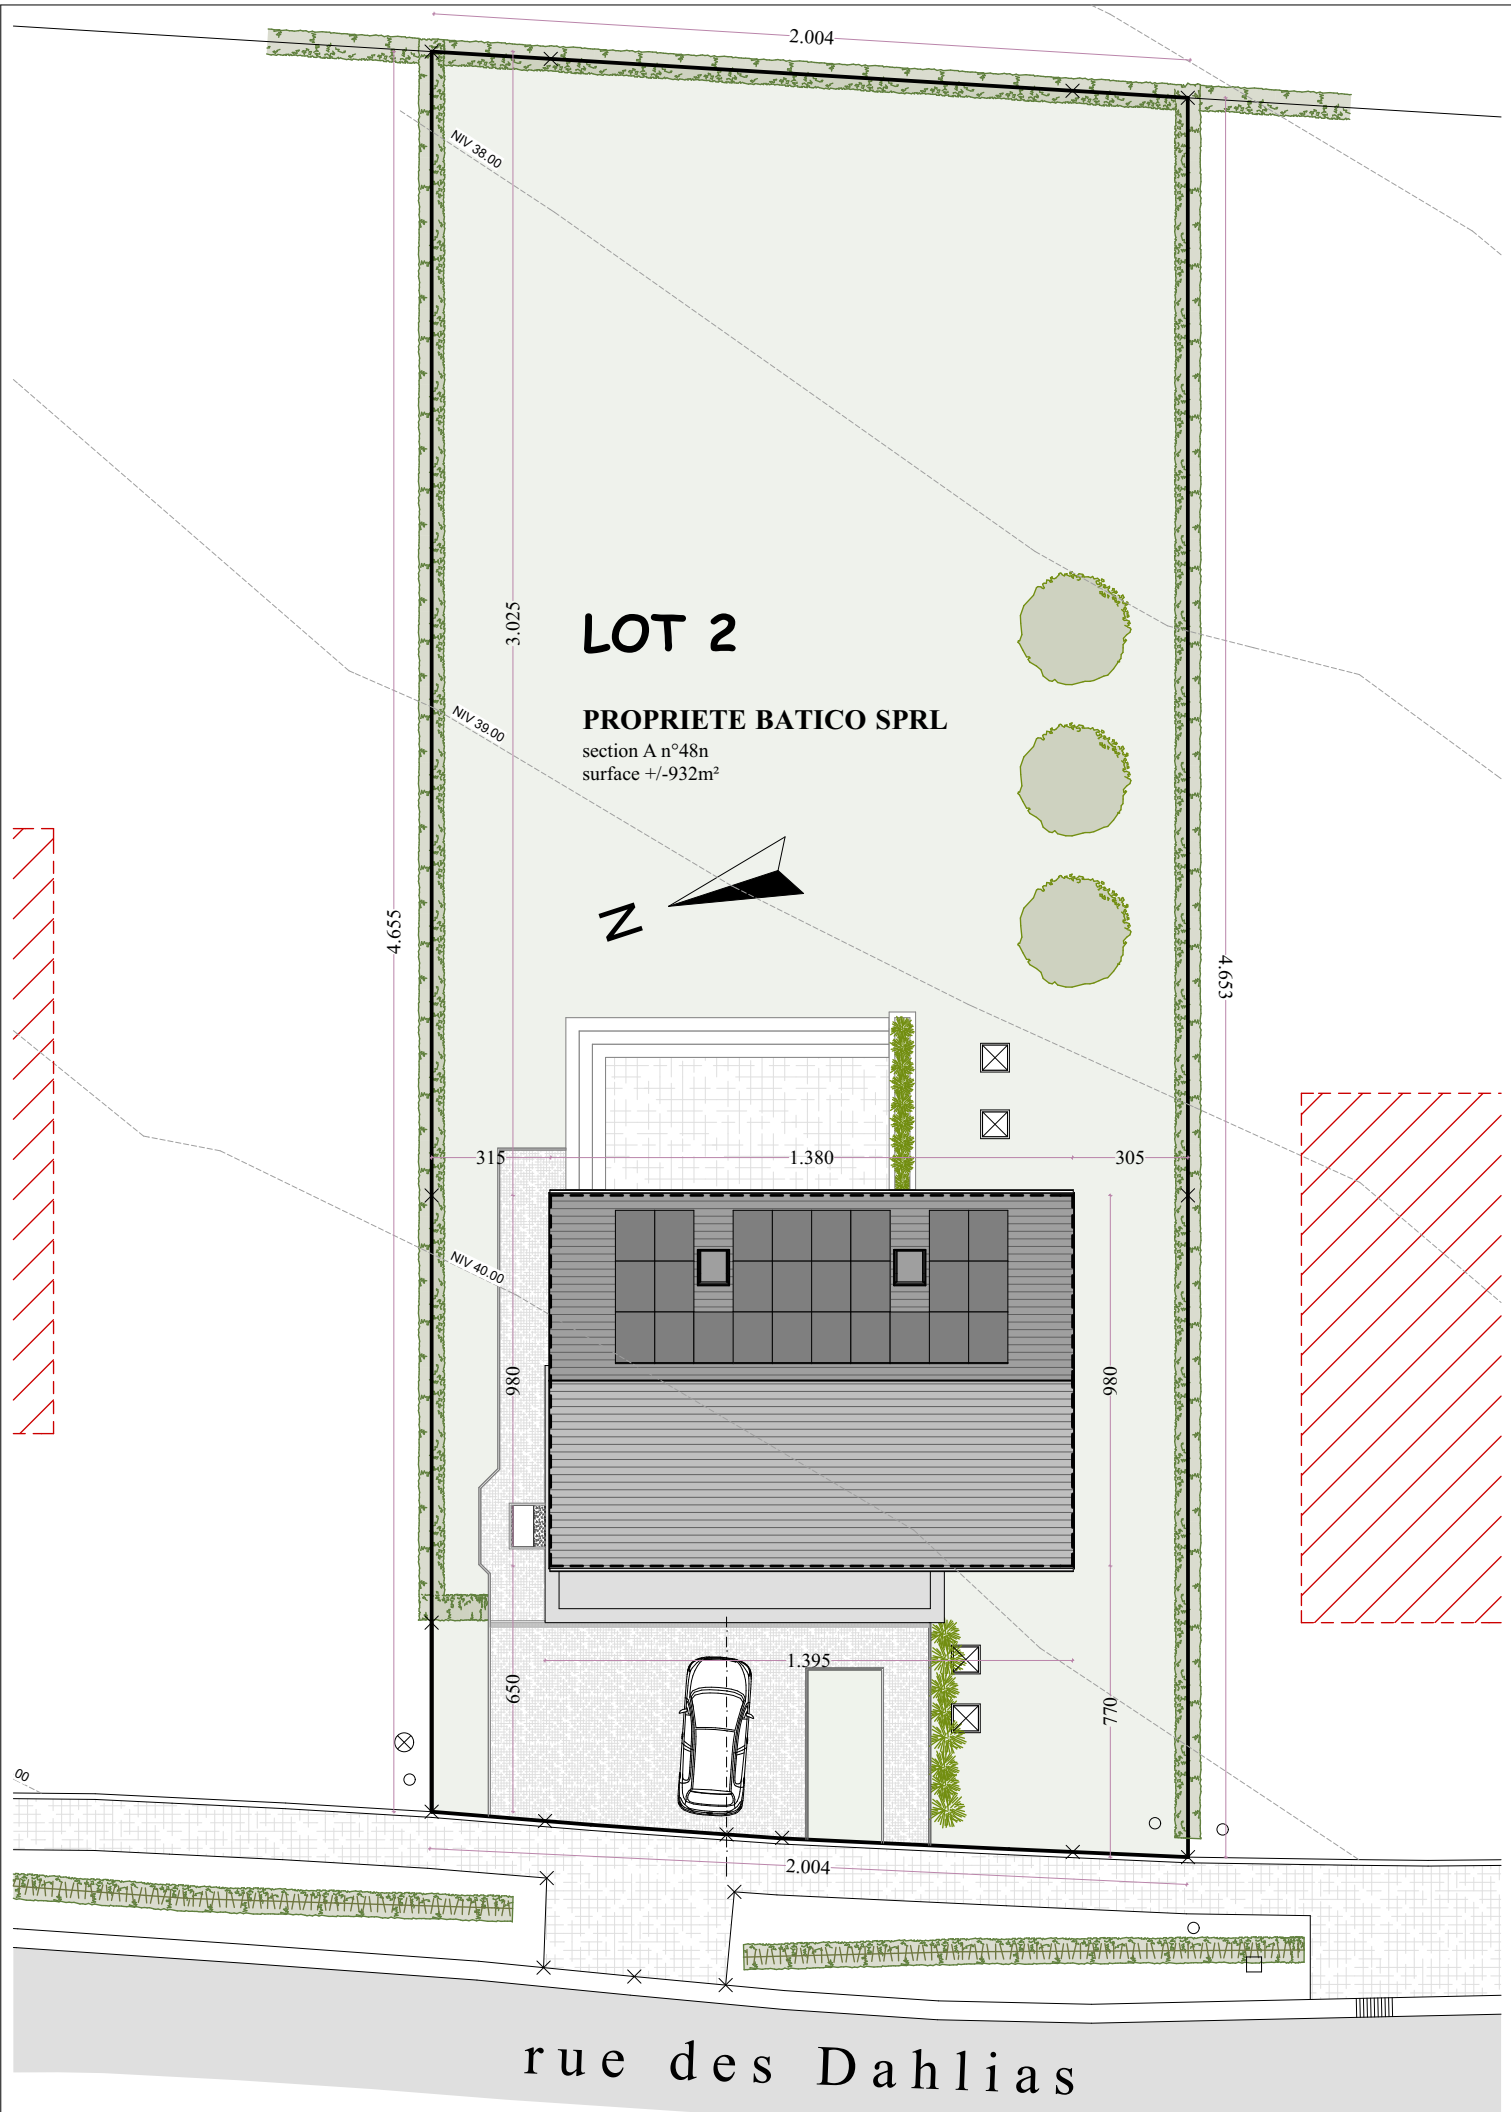 2.004
NIV 38.00
3.025
LOT 2
PROPRIETE BATICO SPRL
section A n°48n
surface +/-932m²
NIV 39.00
N
4.655
4.653
315
1.380
305
NIV 40.00
980
980
1.395
650
770
00
2.004
rue des Dahlias